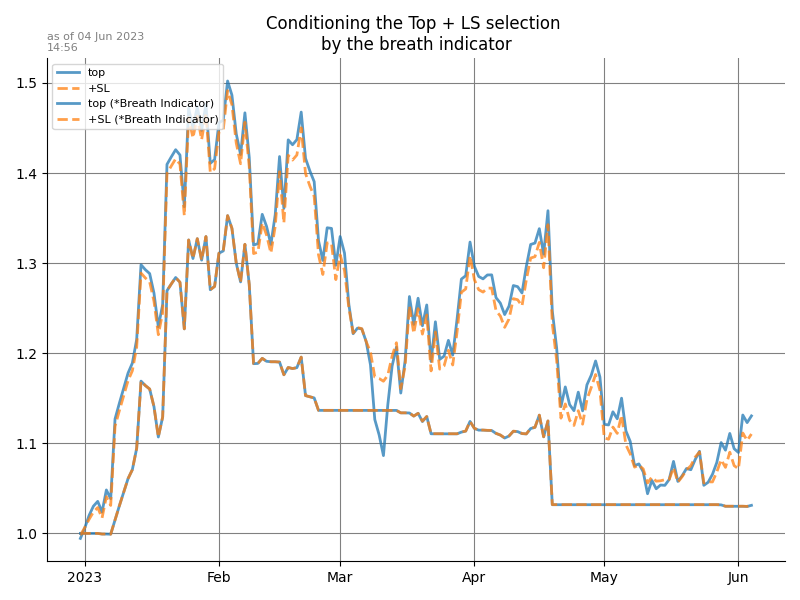 Conditioning the Top + LS selection
by the breath indicator
as of 04 Jun 2023
14:56
top
+SL
top (*Breath Indicator)
+SL (*Breath Indicator)
1.5
1.4
1.3
1.2
1.1
1.0
2023 Feb Mar Apr May Jun